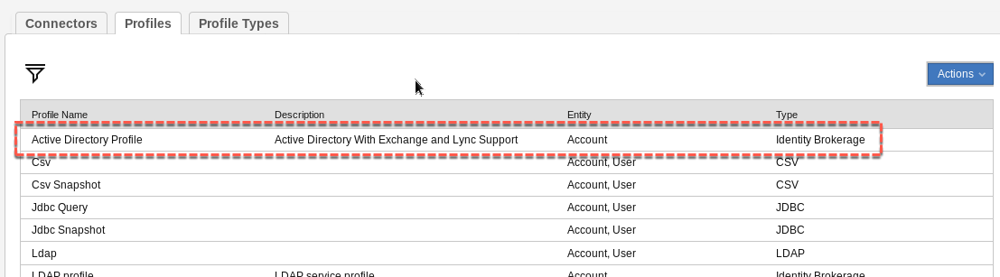 Connectors Profiles Profile Types
Actions
Profile Name Description Entity Type
Active Directory Profile Active Directory With Exchange and Lync Support Account Identity Brokerage
Csv Account, User CSV
Csv Snapshot Account, User CSV
Jdbc Query Account, User JDBC
Jdbc Snapshot Account, User JDBC
Ldap Account, User LDAP
LDAP profile LDAP service profile Account Identity Brokerage